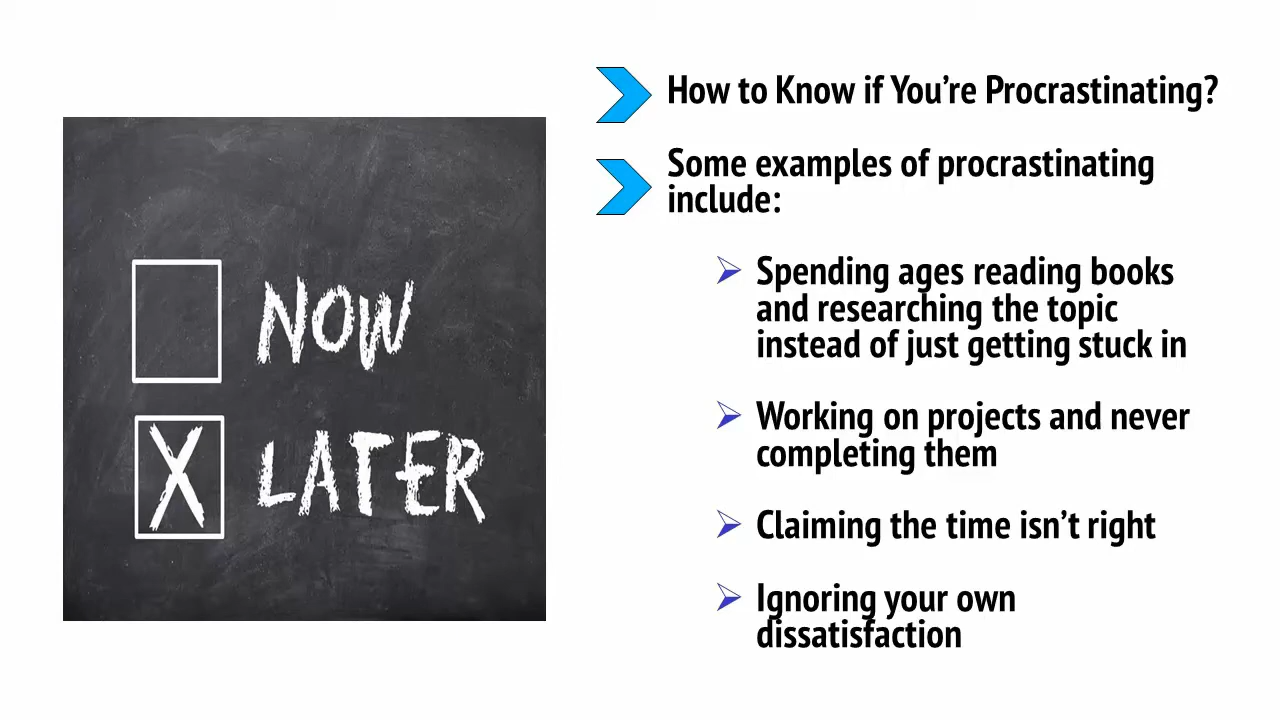 NOW
X LATER
How to Know if You’re Procrastinating?
Some examples of procrastinating
include:
Spending ages reading books
and researching the topic
instead of just getting stuck in
Working on projects and never
completing them
Claiming the time isn’t right
Ignoring your own
dissatisfaction